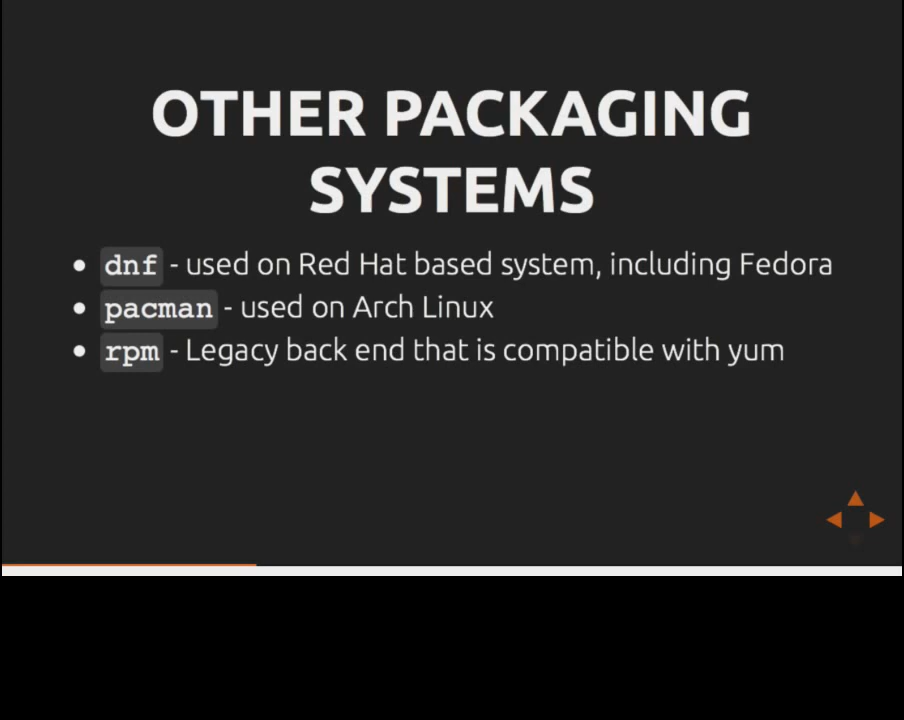 OTHER PACKAGING
SYSTEMS
• dnf - used on Red Hat based system, including Fedora
• pacman - used on Arch Linux
• rpm - Legacy back end that is compatible with yum